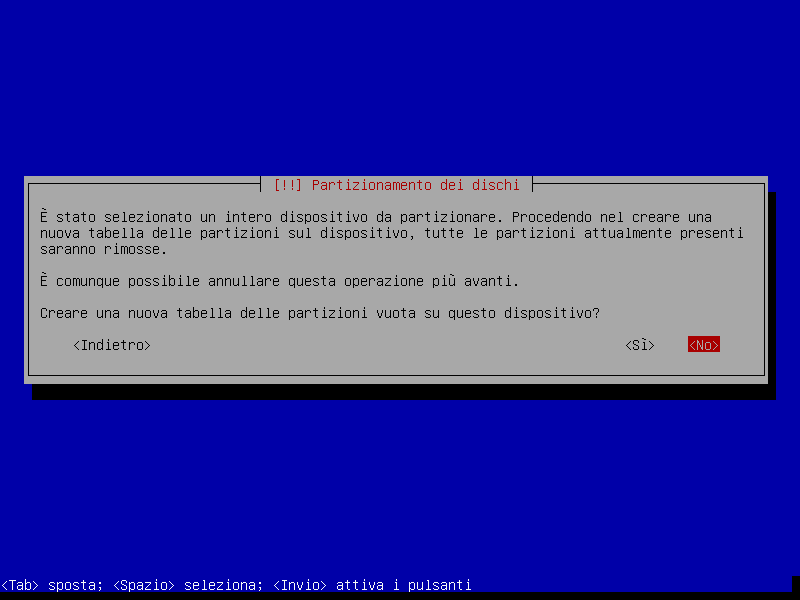 [!!] Partizionamento dei dischi
È stato selezionato un intero dispositivo da partizionare. Procedendo nel creare una
nuova tabella delle partizioni sul dispositivo, tutte le partizioni attualmente presenti
saranno rimosse.
È comunque possibile annullare questa operazione più avanti.
Creare una nuova tabella delle partizioni vuota su questo dispositivo?
<Indietro> <Sì> <No>
<Tab> sposta; <Spazio> seleziona; <Invio> attiva i pulsanti